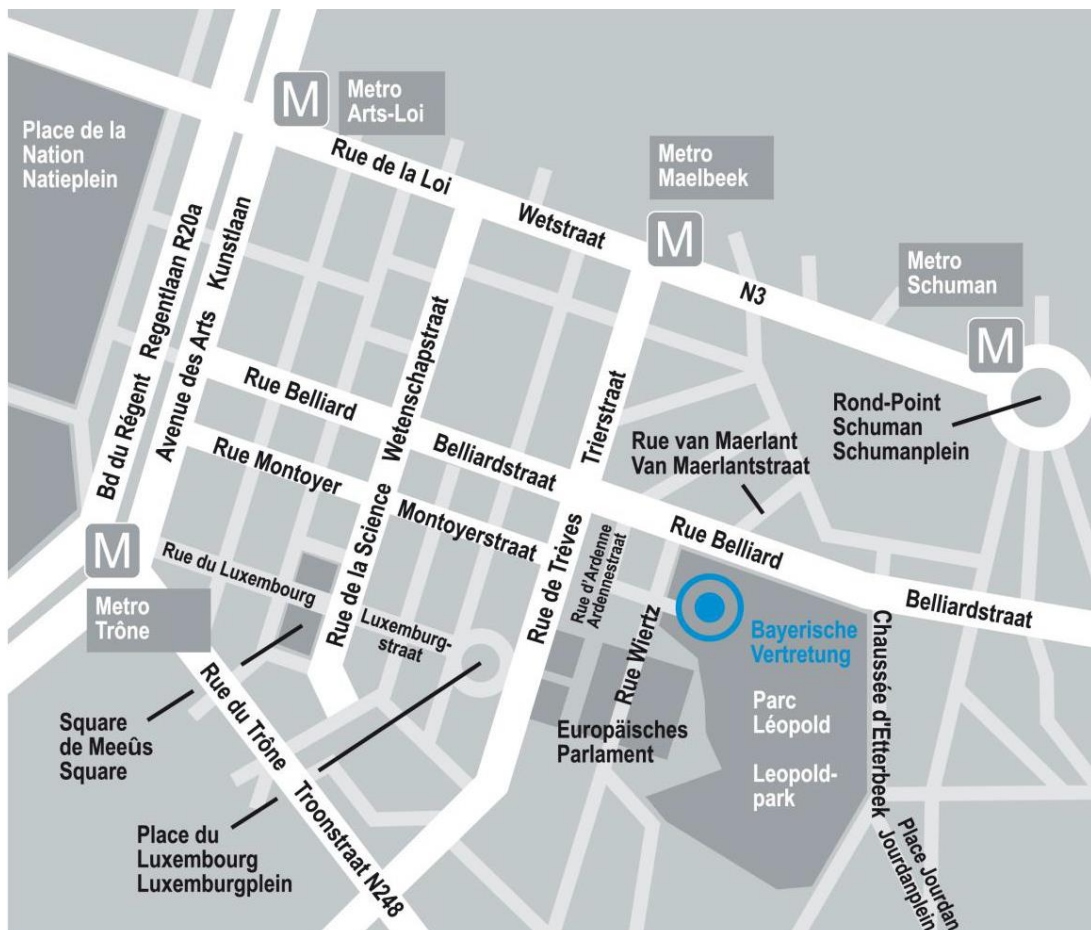 M
Metro
Arts-Loi
Place de la
Nation
Natieplein
Rue de la Loi
Wetstraat
Metro
Maelbeek
M
N3
Metro
Schuman
M
Bd du Régent Regentlaan R20a
Avenue des Arts Kunstlaan
Rue de la Science Wetenschapstraat
Rue Belliard
Belliardstraat
Trierstraat
Rond-Point
Schuman
Schumanplein
Rue van Maerlant
Van Maerlantstraat
Rue Montoyer
Montoyerstraat
Rue Belliard
Belliardstraat
M
Metro
Trône
Rue du Luxembourg
Luxemburg-
straat
Rue de Tréves
Rue d'Ardenne
Ardennestraat
Rue Wiertz
Bayerische
Vertretung
Chaussée d'Etterbeek
Parc
Léopold
Leopold-
park
Europäisches
Parlament
Square
de Meeûs
Square
Rue du Trône Troonstraat N248
Place du
Luxembourg
Luxemburgplein
Place Jourdan
Jourdanplein